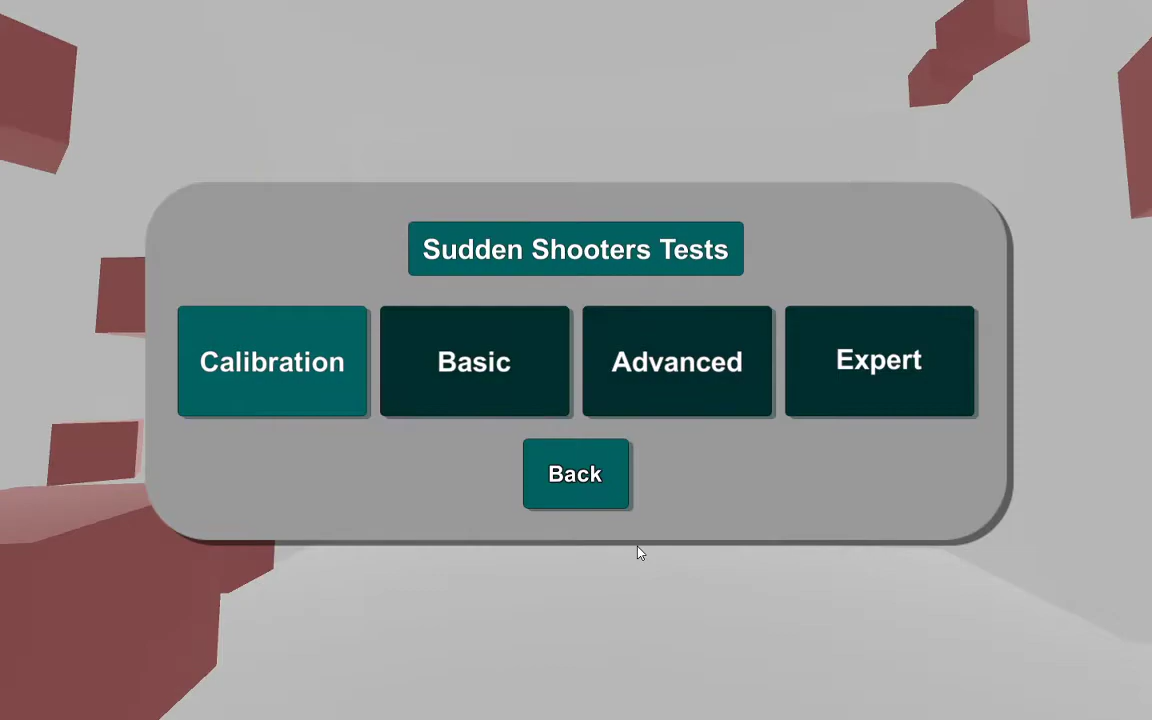 Sudden Shooters Tests
Calibration
Basic
Advanced
Expert
Back